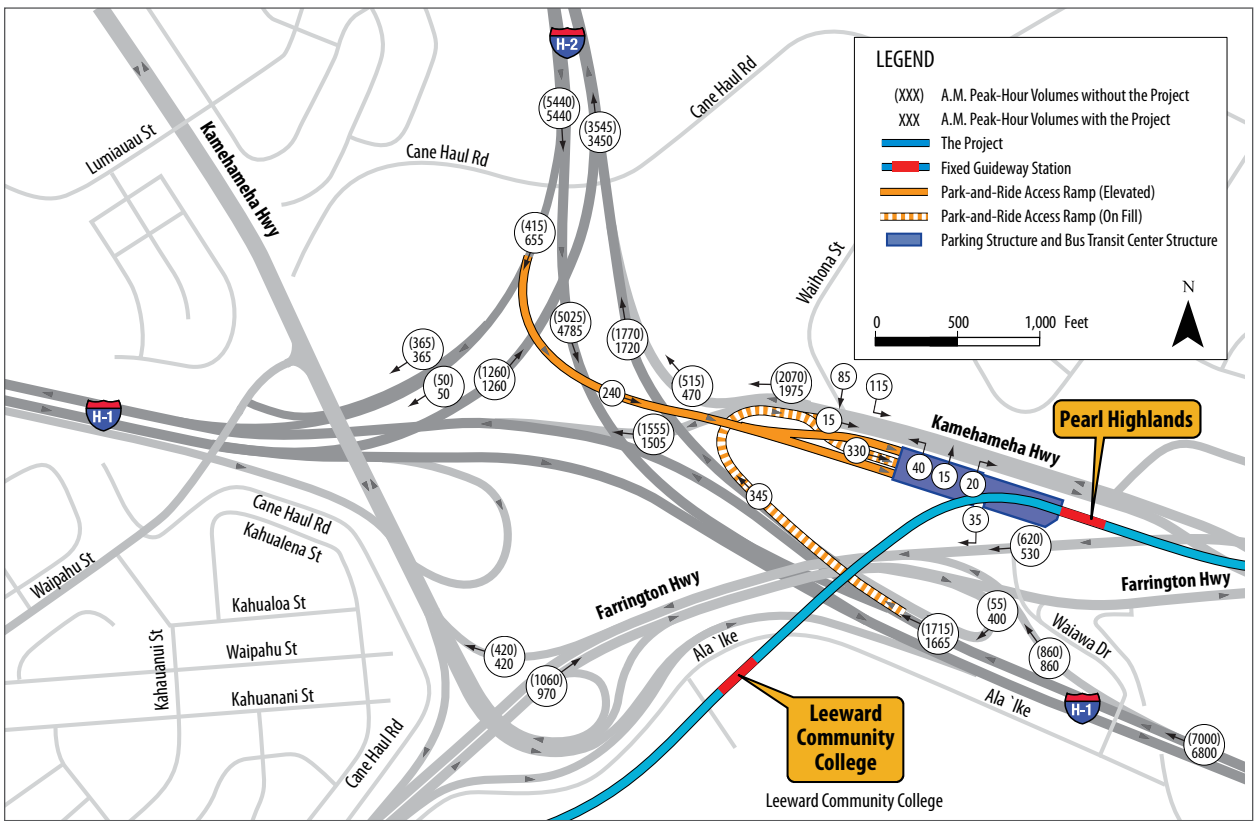 H-2
LEGEND
(XXX) A.M. Peak-Hour Volumes without the Project
XXX A.M. Peak-Hour Volumes with the Project
The Project
Fixed Guideway Station
Park-and-Ride Access Ramp (Elevated)
Park-and-Ride Access Ramp (On Fill)
Parking Structure and Bus Transit Center Structure
0 500 1,000 Feet
N
Cane Haul Rd
(5440)
5440
(3545)
3450
Lumiauau St
Kamehameha Hwy
Cane Haul Rd
(415)
655
Waihona St
(365)
365
(50)
50
(1260)
1260
(5025)
4785
(1770)
1720
(515)
470
(2070)
1975
85
115
H-1
240
(1555)
1505
15
330
40
15
20
35
Kamehameha Hwy
Pearl Highlands
345
Cane Haul Rd
Kahualena St
Waipahu St
(620)
530
Farrington Hwy
Farrington Hwy
Kahualoa St
Waipahu St
Kahuanani St
Kahauanui St
(420)
420
(1060)
970
Ala `Ike
(1715)
1665
(55)
400
(860)
860
Waiawa Dr
Ala `Ike
H-1
(7000)
6800
Cane Haul Rd
Leeward
Community
College
Leeward Community College